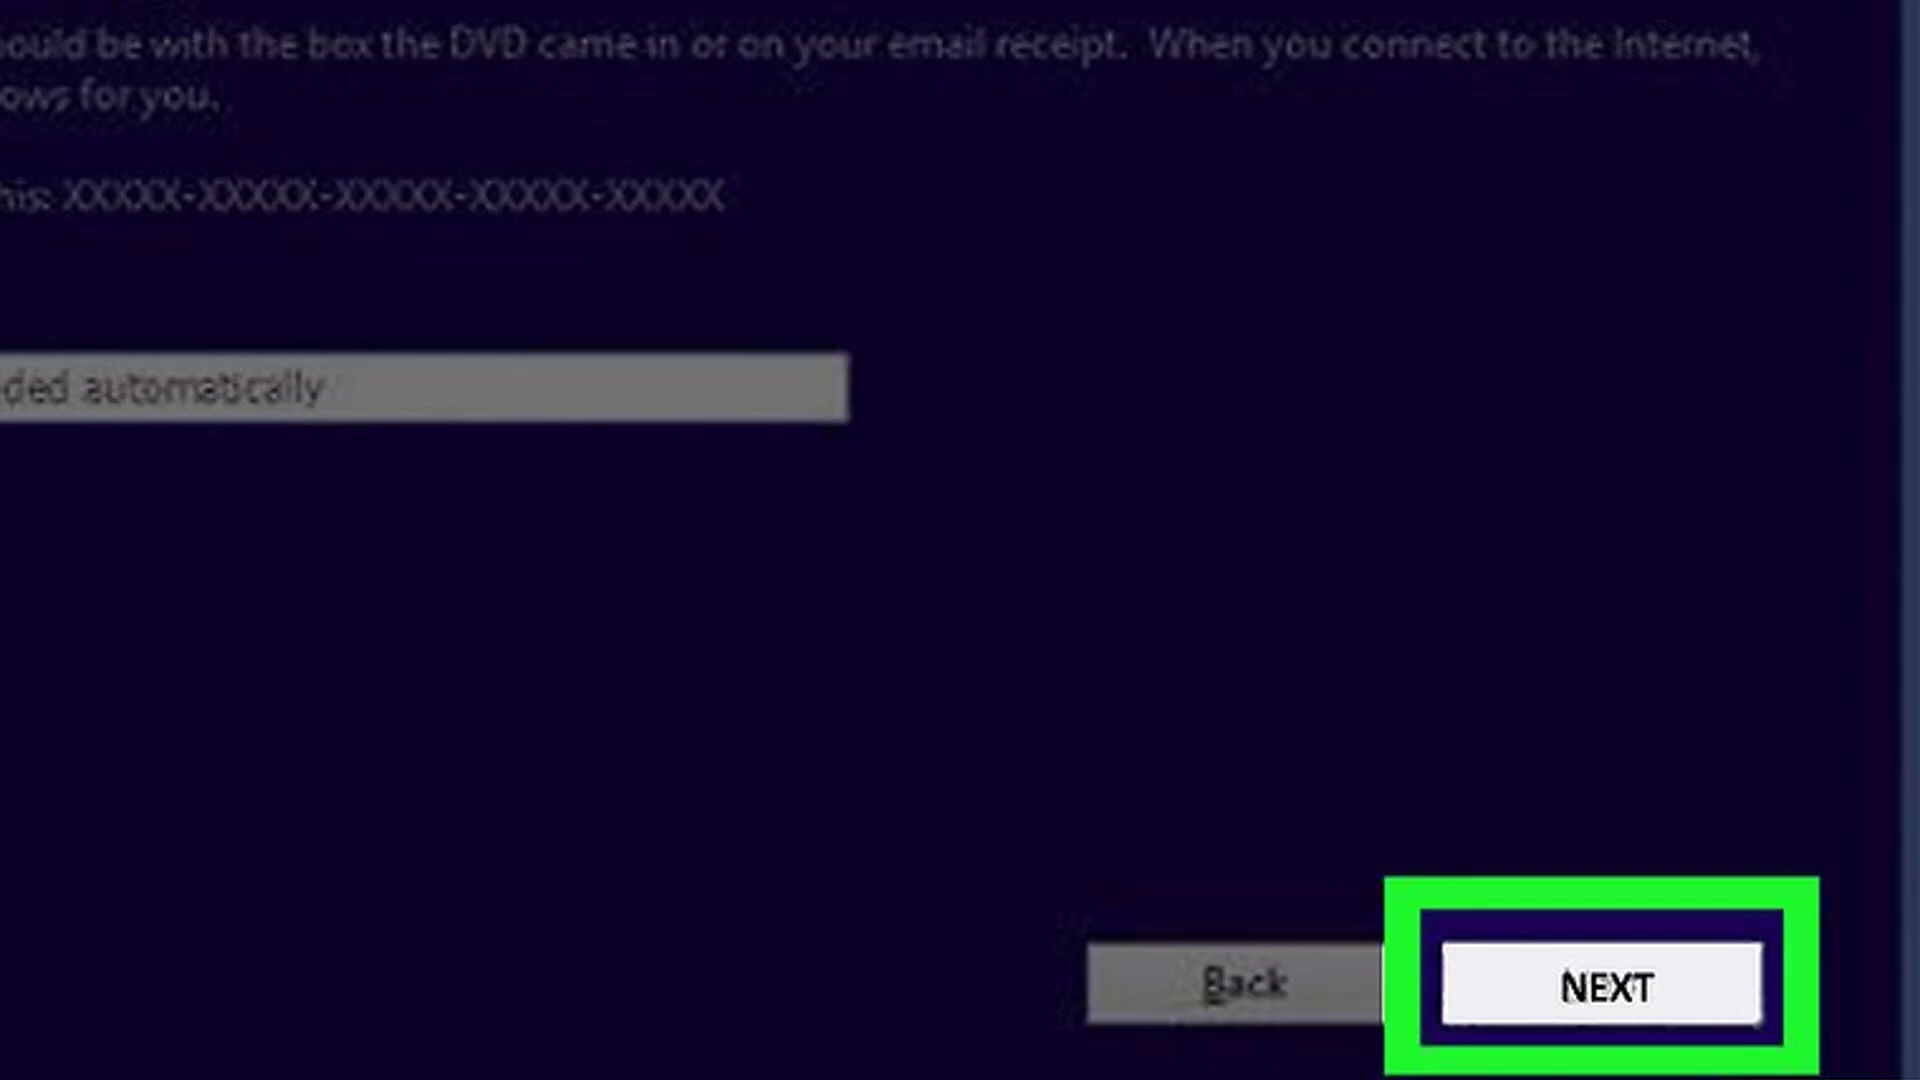 ould be with the box the DVD came in or on your email receipt. When you connect to the Internet,
ows for you.
his: XXXXX-XXXXX-XXXXX-XXXXX-XXXXX
ded automatically
Back
NEXT